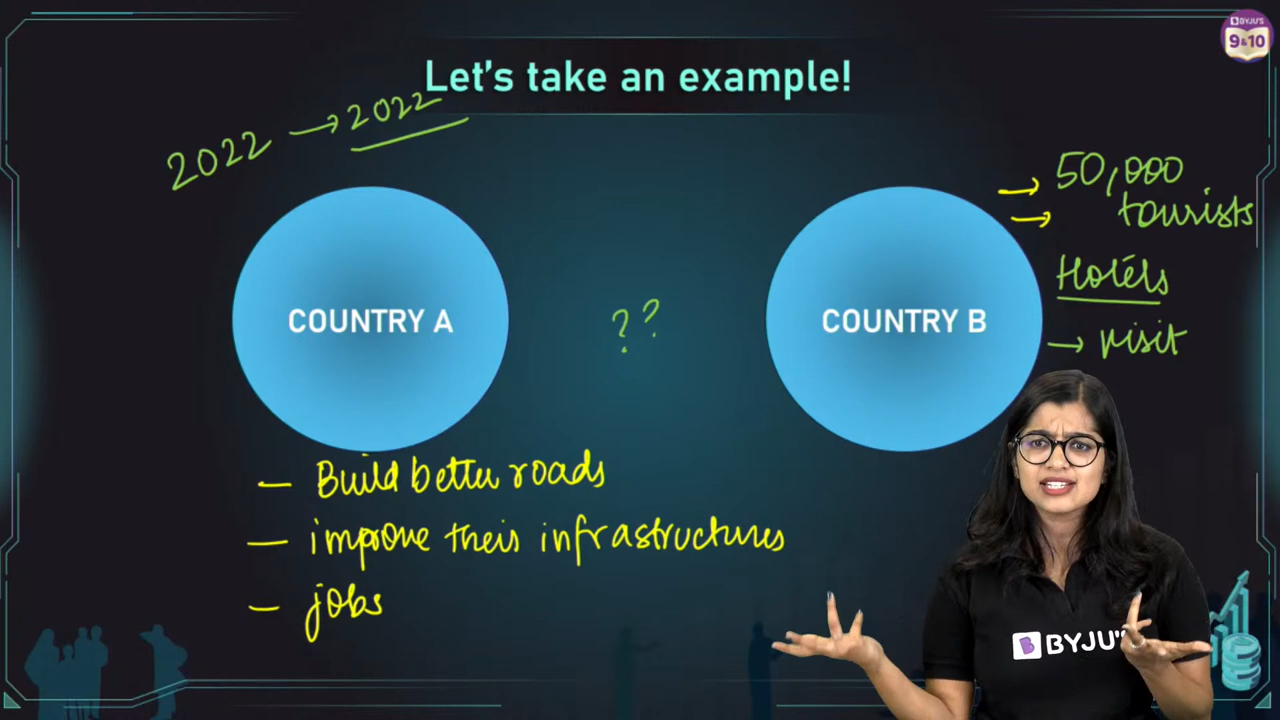 BYJU'S
9&10
Let's take an example!
2022 → 2022
→ 50,000
→ tourists
Hotels
→ visit
COUNTRY A
? ?
COUNTRY B
— Build better roads
— improve their infrastructures
— jobs
BYJU'S